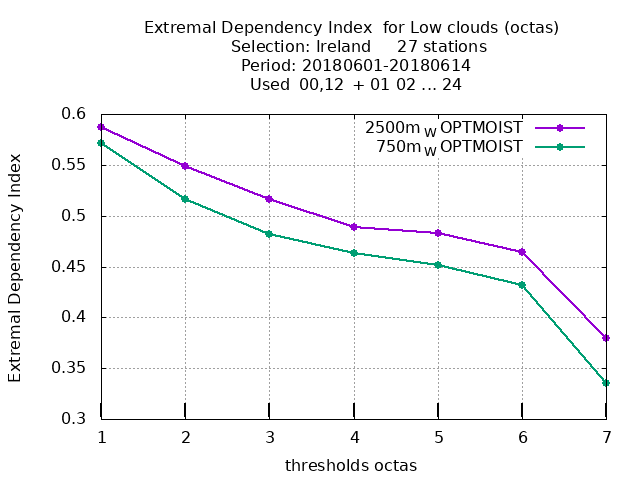 Extremal Dependency Index  for Low clouds (octas)
Selection: Ireland     27 stations
Period: 20180601-20180614
Used  00,12  + 01 02 ... 24
0.6
0.55
0.5
0.45
0.4
0.35
0.3
Extremal Dependency Index
2500m W OPTMOIST
750m W OPTMOIST
1 2 3 4 5 6 7
thresholds octas